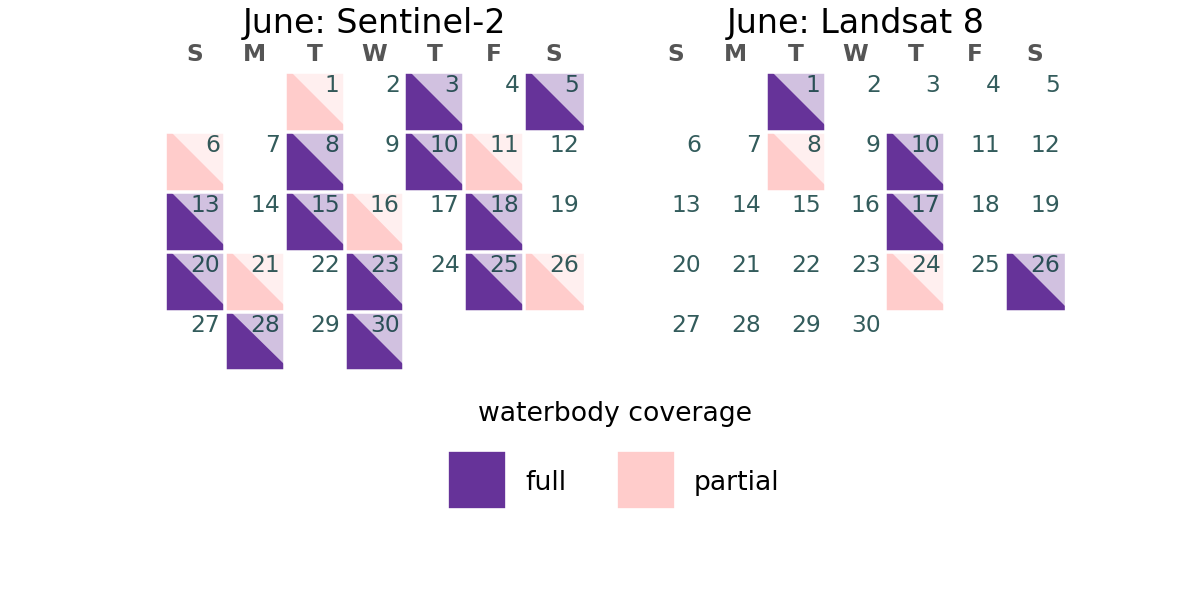 June: Sentinel-2
S M T W T F S
1 2 3 4 5
6 7 8 9 10 11 12
13 14 15 16 17 18 19
20 21 22 23 24 25 26
27 28 29 30
June: Landsat 8
S M T W T F S
1 2 3 4 5
6 7 8 9 10 11 12
13 14 15 16 17 18 19
20 21 22 23 24 25 26
27 28 29 30
waterbody coverage
full partial